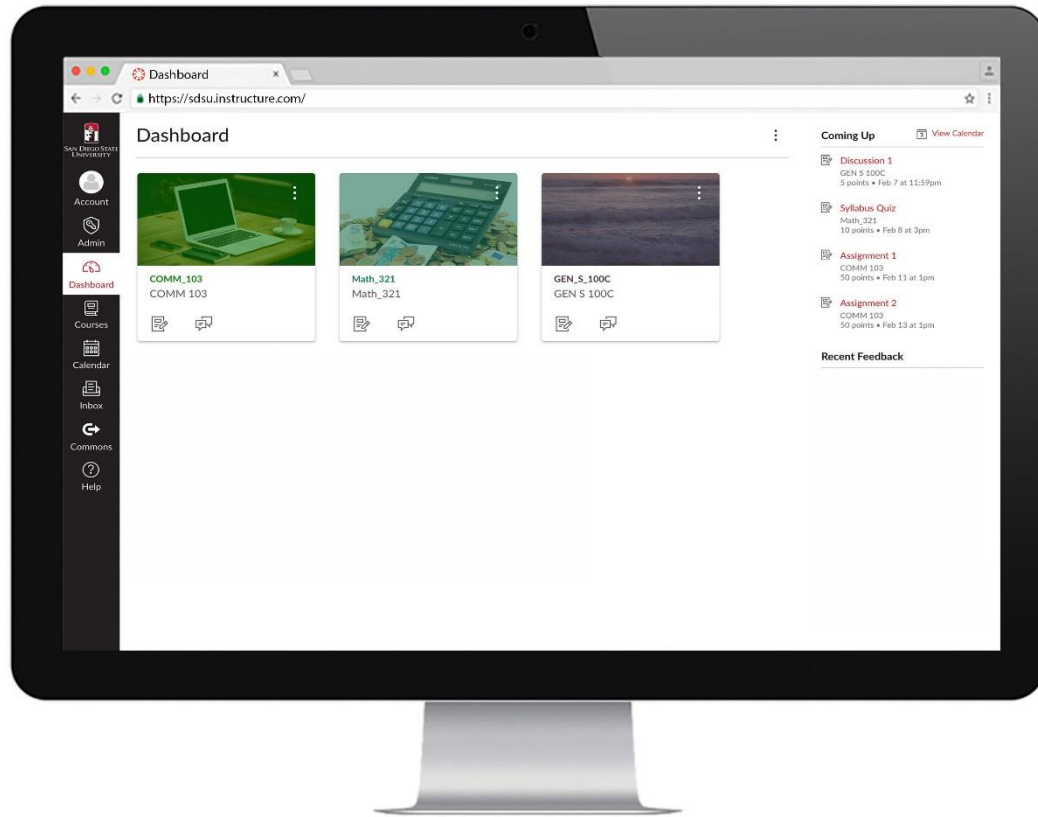 Dashboard
https://sdsu.instructure.com/
SAN DIEGO STATE
UNIVERSITY
Account
Admin
Dashboard
Courses
Calendar
Inbox
Commons
Help
Dashboard
COMM_103
COMM 103
Math_321
Math_321
GEN_S_100C
GEN S 100C
Coming Up
View Calendar
Discussion 1
GEN S 100C
5 points • Feb 7 at 11:59pm
Syllabus Quiz
Math_321
10 points • Feb 8 at 3pm
Assignment 1
COMM 103
50 points • Feb 11 at 1pm
Assignment 2
COMM 103
50 points • Feb 13 at 1pm
Recent Feedback